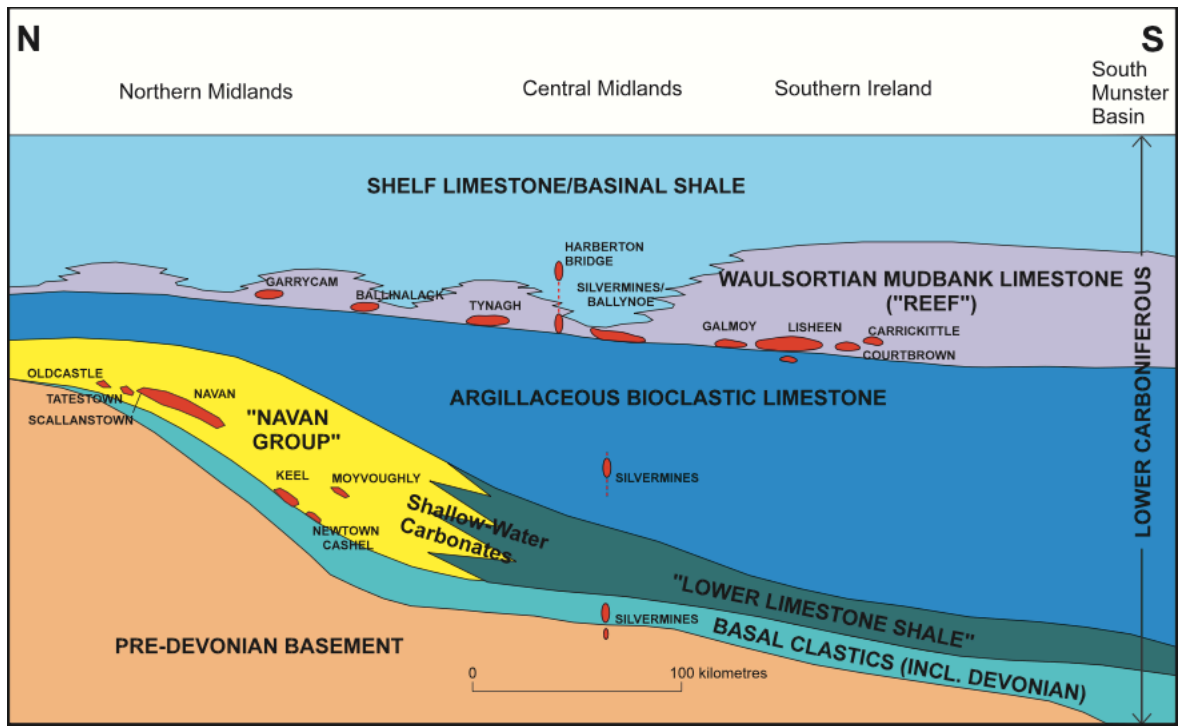 N
S
Northern Midlands
Central Midlands
Southern Ireland
South
Munster
Basin
SHELF LIMESTONE/BASINAL SHALE
HARBERTON
BRIDGE
GARRYCAM
BALLINALACK
TYNAGH
SILVERMINES/
BALLYNOE
WAULSORTIAN MUDBANK LIMESTONE
("REEF")
GALMOY
LISHEEN
CARRICKITTLE
COURTBROWN
OLDCASTLE
TATESTOWN
SCALLANSTOWN
NAVAN
"NAVAN
GROUP"
ARGILLACEOUS BIOCLASTIC LIMESTONE
LOWER CARBONIFEROUS
KEEL
MOYVOUGHLY
NEWTOWN
CASHEL
SILVERMINES
Shallow-Water
Carbonates
"LOWER LIMESTONE SHALE"
SILVERMINES
BASAL CLASTICS (INCL. DEVONIAN)
PRE-DEVONIAN BASEMENT
0
100 kilometres